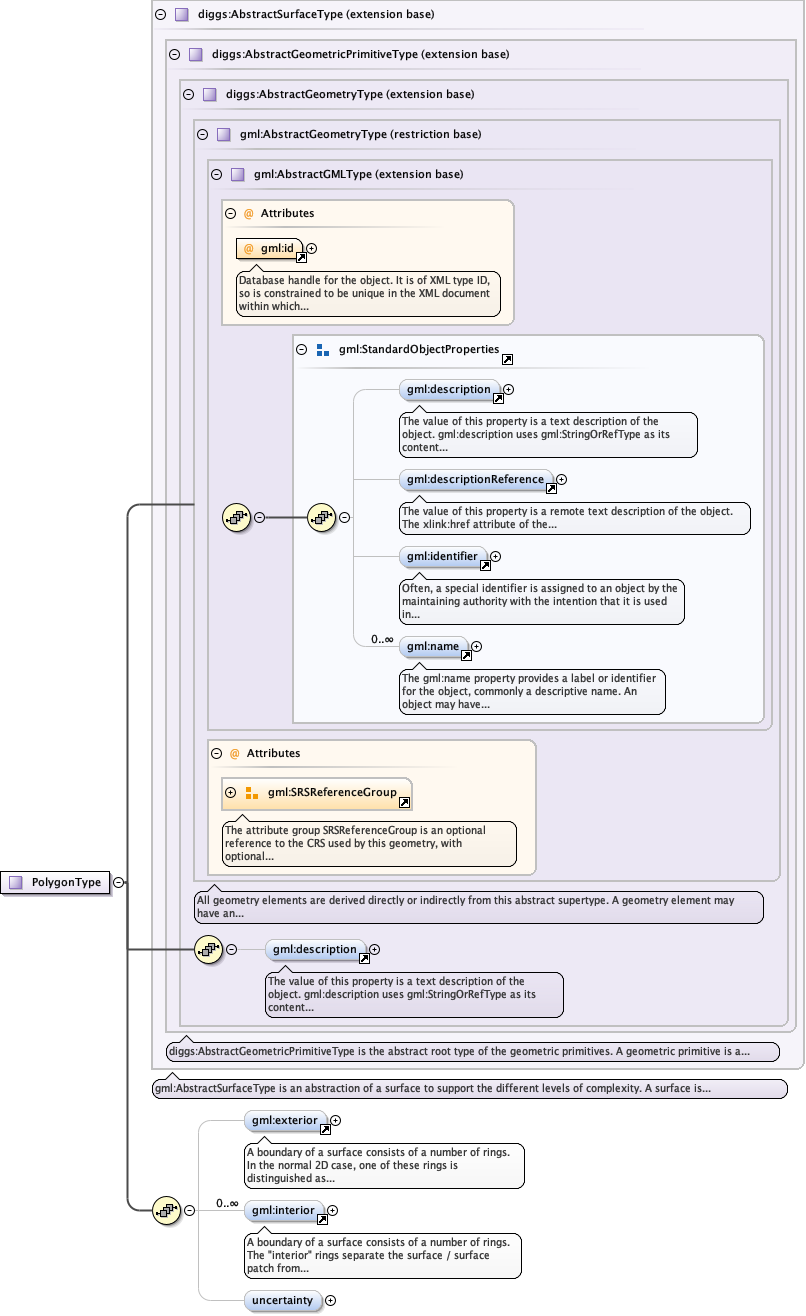 diggs:AbstractSurfaceType (extension base)
diggs:AbstractGeometricPrimitiveType (extension base)
diggs:AbstractGeometryType (extension base)
gml:AbstractGeometryType (restriction base)
gml:AbstractGMLType (extension base)
@ Attributes
@ gml:id
Database handle for the object. It is of XML type ID,
so is constrained to be unique in the XML document
within which...
gml:StandardObjectProperties
gml:description
The value of this property is a text description of the
object. gml:description uses gml:StringOrRefType as its
content...
gml:descriptionReference
The value of this property is a remote text description of the object.
The xlink:href attribute of the...
gml:identifier
Often, a special identifier is assigned to an object by the
maintaining authority with the intention that it is used
in...
0..∞
gml:name
The gml:name property provides a label or identifier
for the object, commonly a descriptive name. An
object may have...
@ Attributes
gml:SRSReferenceGroup
The attribute group SRSReferenceGroup is an optional
reference to the CRS used by this geometry, with
optional...
PolygonType
All geometry elements are derived directly or indirectly from this abstract supertype. A geometry element may
have an...
gml:description
The value of this property is a text description of the
object. gml:description uses gml:StringOrRefType as its
content...
diggs:AbstractGeometricPrimitiveType is the abstract root type of the geometric primitives. A geometric primitive is a...
gml:AbstractSurfaceType is an abstraction of a surface to support the different levels of complexity. A surface is...
gml:exterior
A boundary of a surface consists of a number of rings.
In the normal 2D case, one of these rings is
distinguished as...
0..∞
gml:interior
A boundary of a surface consists of a number of rings.
The "interior" rings separate the surface / surface
patch from...
uncertainty